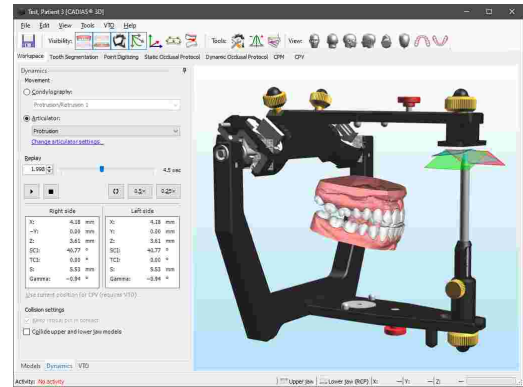 Test, Patient 3 [CADIAS® 3D]
File Edit View Tools VTO Help
Visibility: Tools: View:
Workspace Tooth Segmentation Point Digitizing Static Occlusal Protocol Dynamic Occlusal Protocol CPM CPV
Dynamics
Movement
Condylography:
Protrusion/Retrusion 1
Articulator:
Protrusion
Change articulator settings...
Replay
1.998 4.5 sec
0.5× 0.25×
Right side Left side
X: 4.18 mm X: 4.18 mm
-Y: 0.00 mm Y: 0.00 mm
Z: 3.61 mm Z: 3.61 mm
SCI: 40.77 ° SCI: 40.77 °
TCI: 0.00 ° TCI: 0.00 °
S: 5.53 mm S: 5.53 mm
Gamma: -0.94 ° Gamma: -0.94 °
Use current position for CPV (requires VTO)
Collision settings
Keep incisal pin in contact
Collide upper and lower jaw models
Models Dynamics VTO
Activity: No activity Upper jaw Lower jaw (RCP) X: — Y: — Z: —